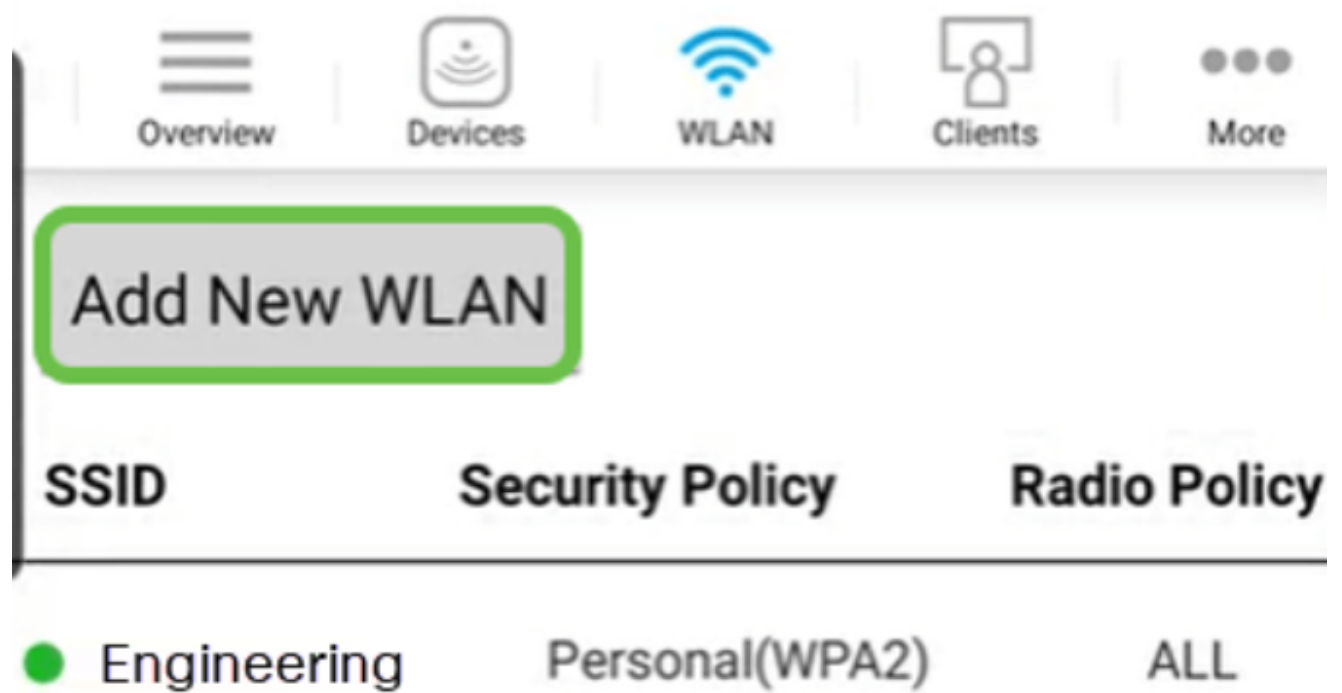 Overview Devices WLAN Clients More
Add New WLAN
SSID Security Policy Radio Policy
Engineering Personal(WPA2) ALL